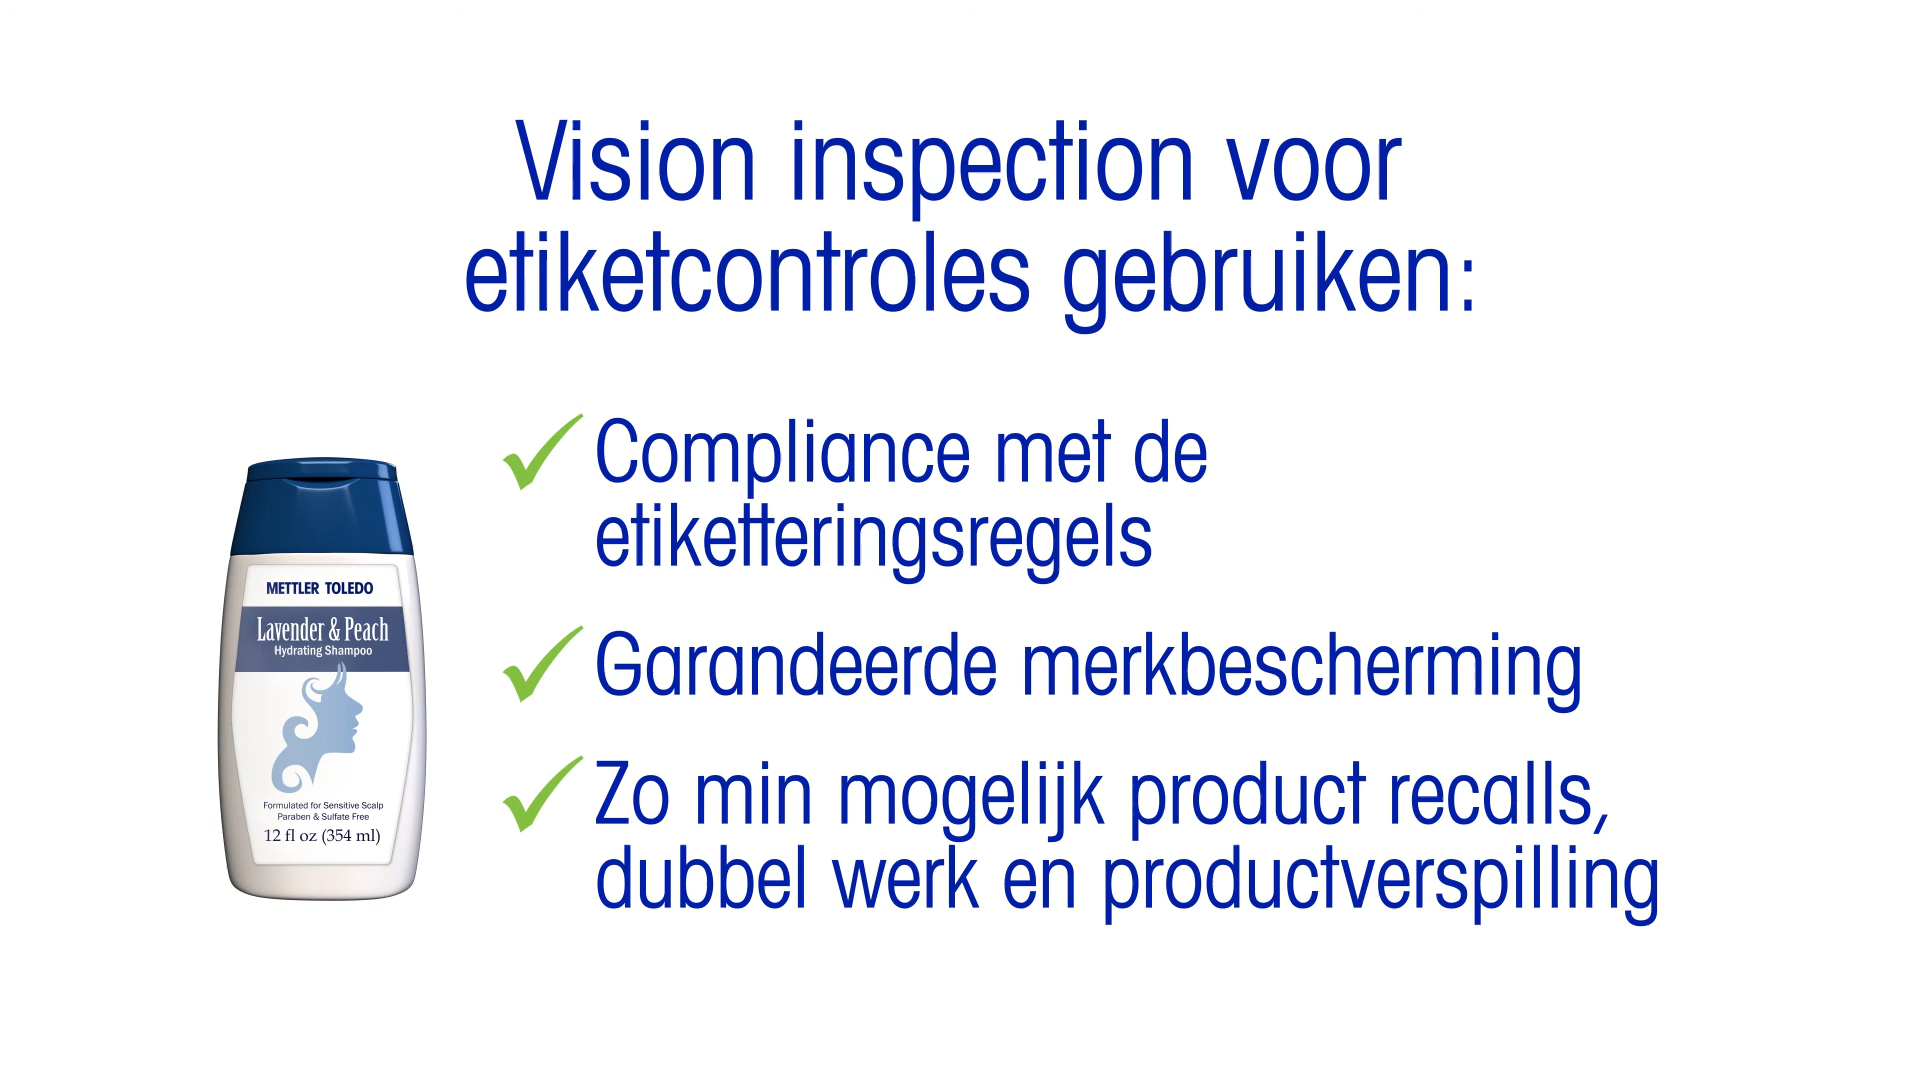 Vision inspection voor
etiketcontroles gebruiken:
Compliance met de
etiketteringsregels
Garandeerde merkbescherming
Zo min mogelijk product recalls,
dubbel werk en productverspilling
METTLER TOLEDO
Lavender & Peach
Hydrating Shampoo
Formulated for Sensitive Scalp
Paraben & Sulfate Free
12 fl oz (354 ml)